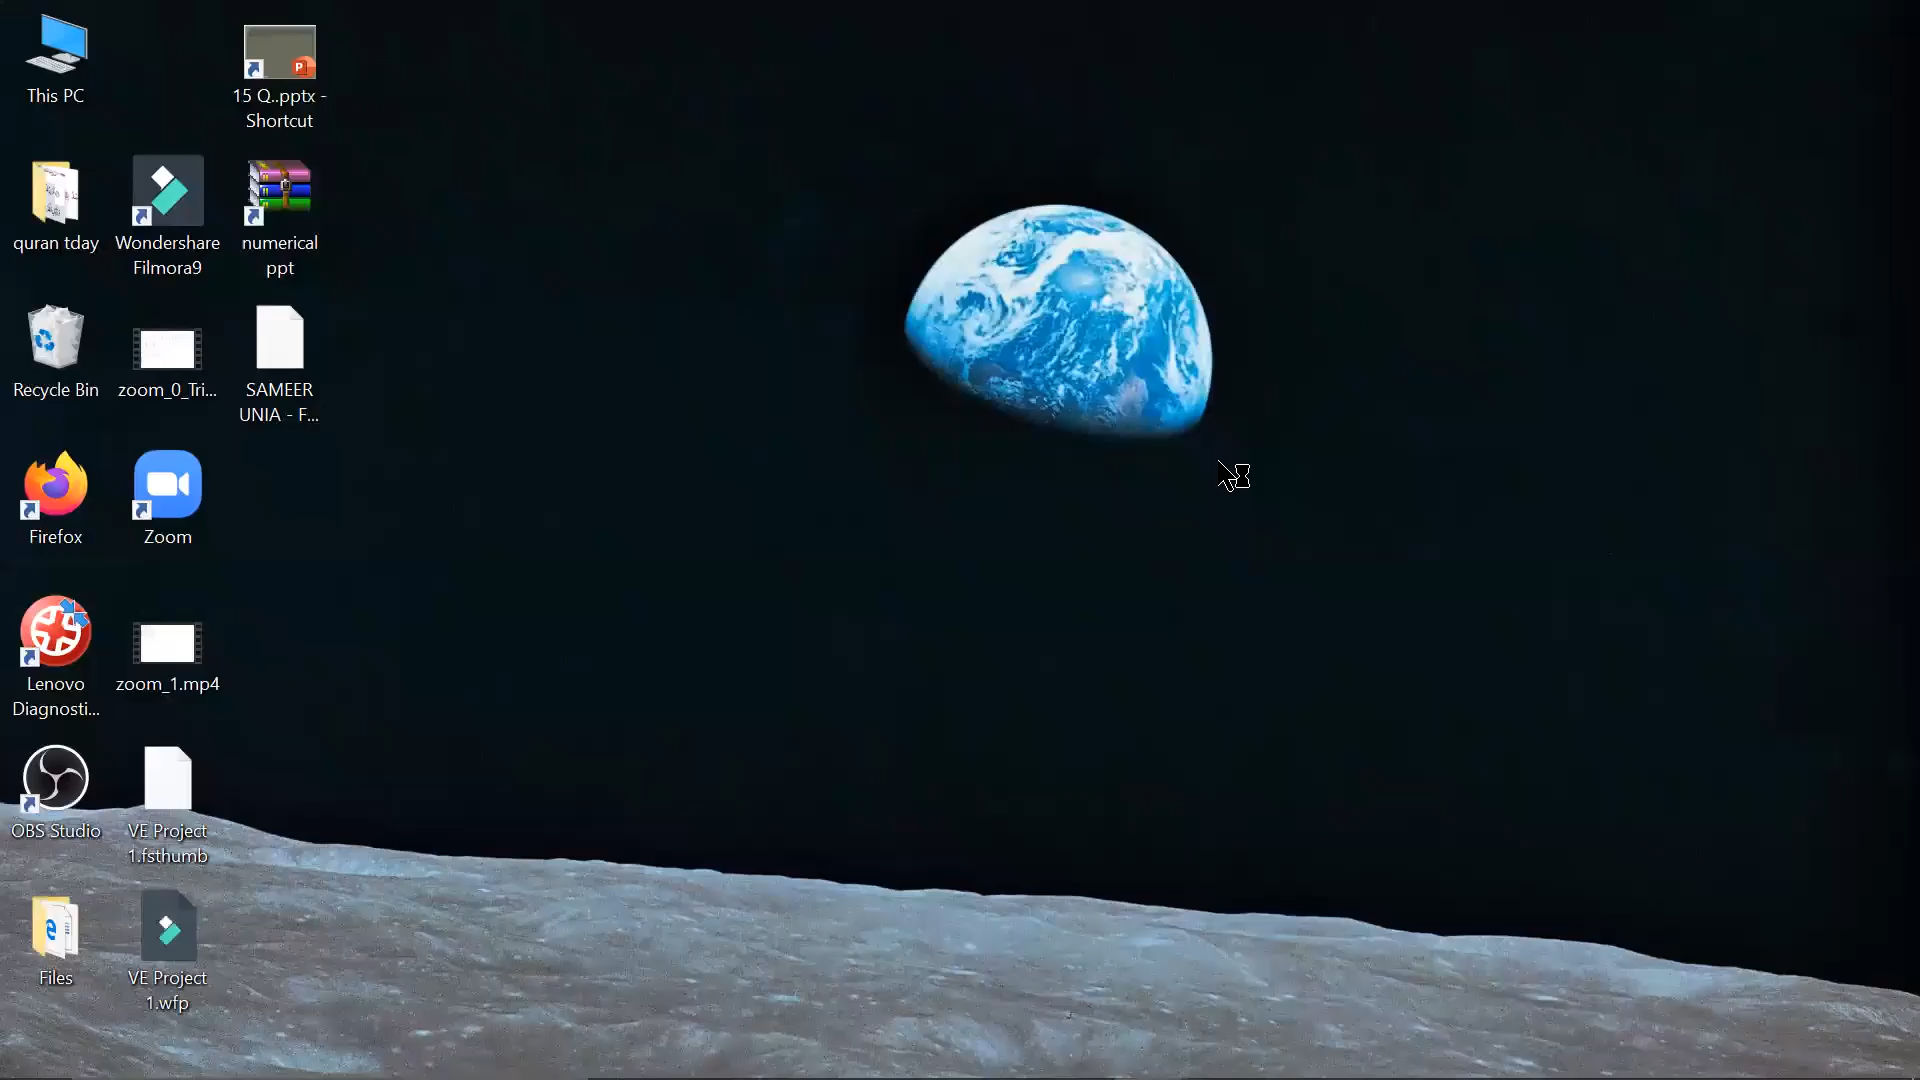 This PC
15 Q..pptx -
Shortcut
quran tday
Wondershare
Filmora9
numerical
ppt
Recycle Bin
zoom_0_Tri...
SAMEER
UNIA - F...
Firefox
Zoom
Lenovo
Diagnosti...
zoom_1.mp4
OBS Studio
VE Project
1.fsthumb
Files
VE Project
1.wfp